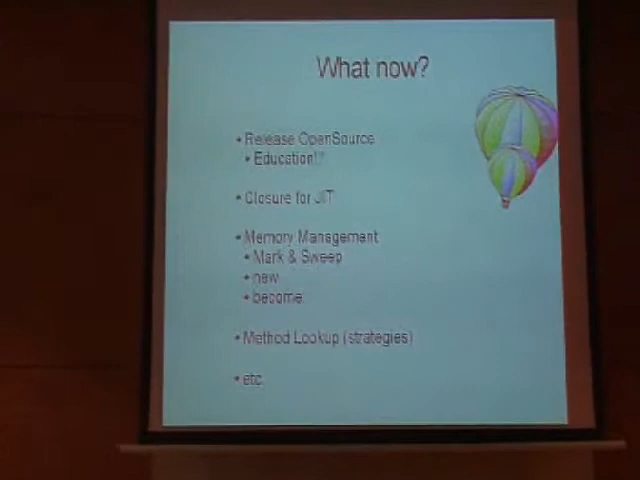 What now?
• Release OpenSource
• Education!!
• Closure for JIT
• Memory Management
• Mark & Sweep
• new
• become
• Method Lookup (strategies)
• etc